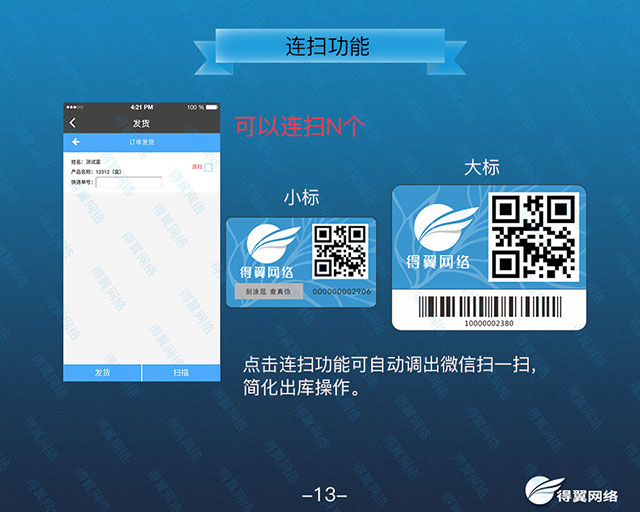 连扫功能
4:21 PM
100 %
发货
订单发货
姓名：测试富
产品名称：12312（盒）
连扫
快递单号：
发货
扫描
可以连扫N个
小标
大标
得翼网络
刮涂层 查真伪
000000002906
得翼网络
10000002380
点击连扫功能可自动调出微信扫一扫，
简化出库操作。
-13-
得翼网络